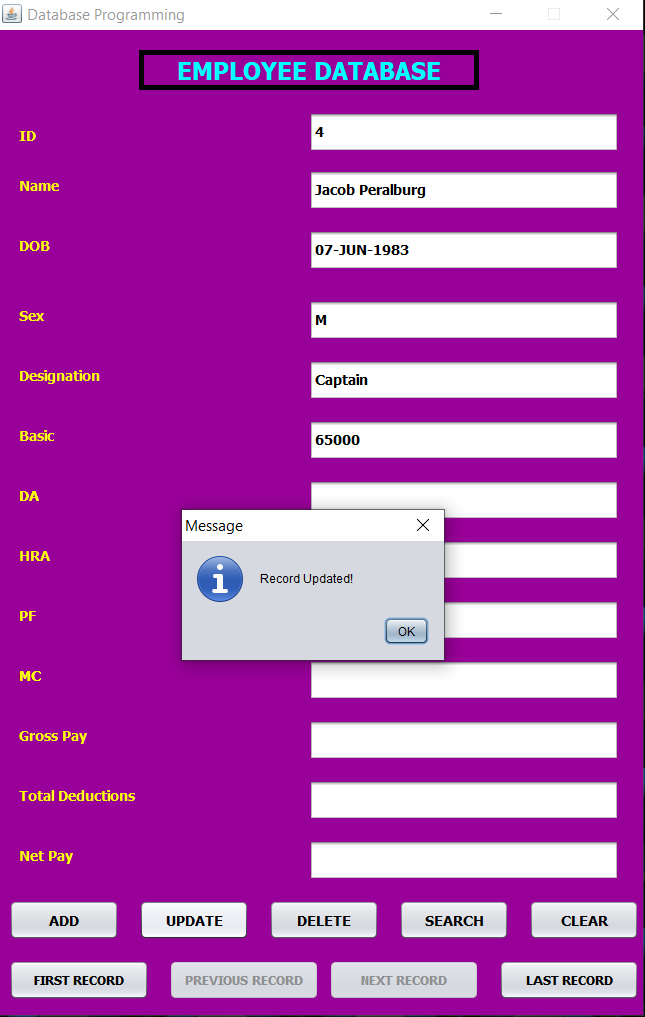 Database Programming
EMPLOYEE DATABASE
ID 4
Name Jacob Peralburg
DOB 07-JUN-1983
Sex M
Designation Captain
Basic 65000
DA
Message
HRA
Record Updated!
PF
OK
MC
Gross Pay
Total Deductions
Net Pay
ADD UPDATE DELETE SEARCH CLEAR
FIRST RECORD PREVIOUS RECORD NEXT RECORD LAST RECORD